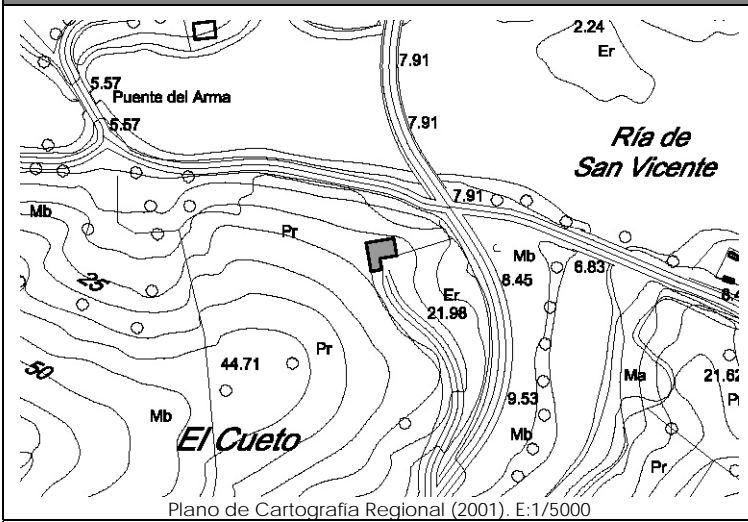 2.24
Er
7.91
5.57
Puente del Arma
5.57
7.91
Ría de
San Vicente
7.91
Mb
Pr
Mb
8.45
6.83
25
Er
21.98
Pr
44.71
50
Ma
21.62
9.53
Mb
El Cueto
Mb
Pr
Plano de Cartografía Regional (2001). E:1/5000